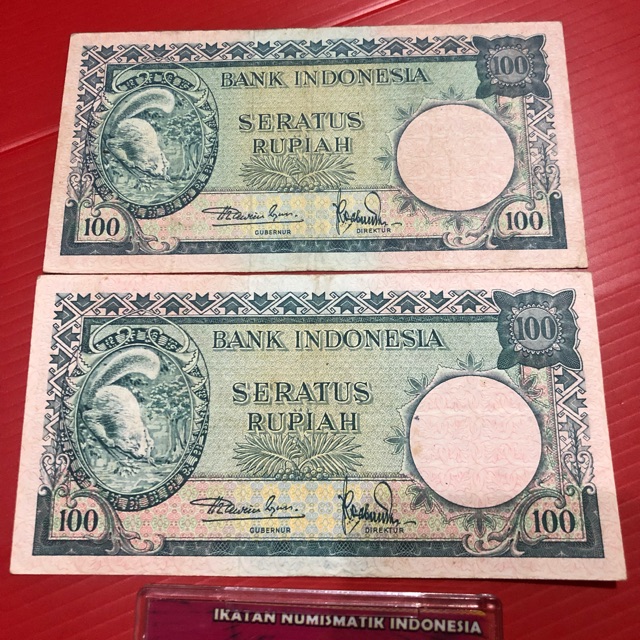 BANK INDONESIA
100
SERATUS
RUPIAH
100
GUBERNUR
DIREKTUR
100
BANK INDONESIA
100
SERATUS
RUPIAH
100
GUBERNUR
DIREKTUR
100
IKATAN NUMISMATIK INDONESIA